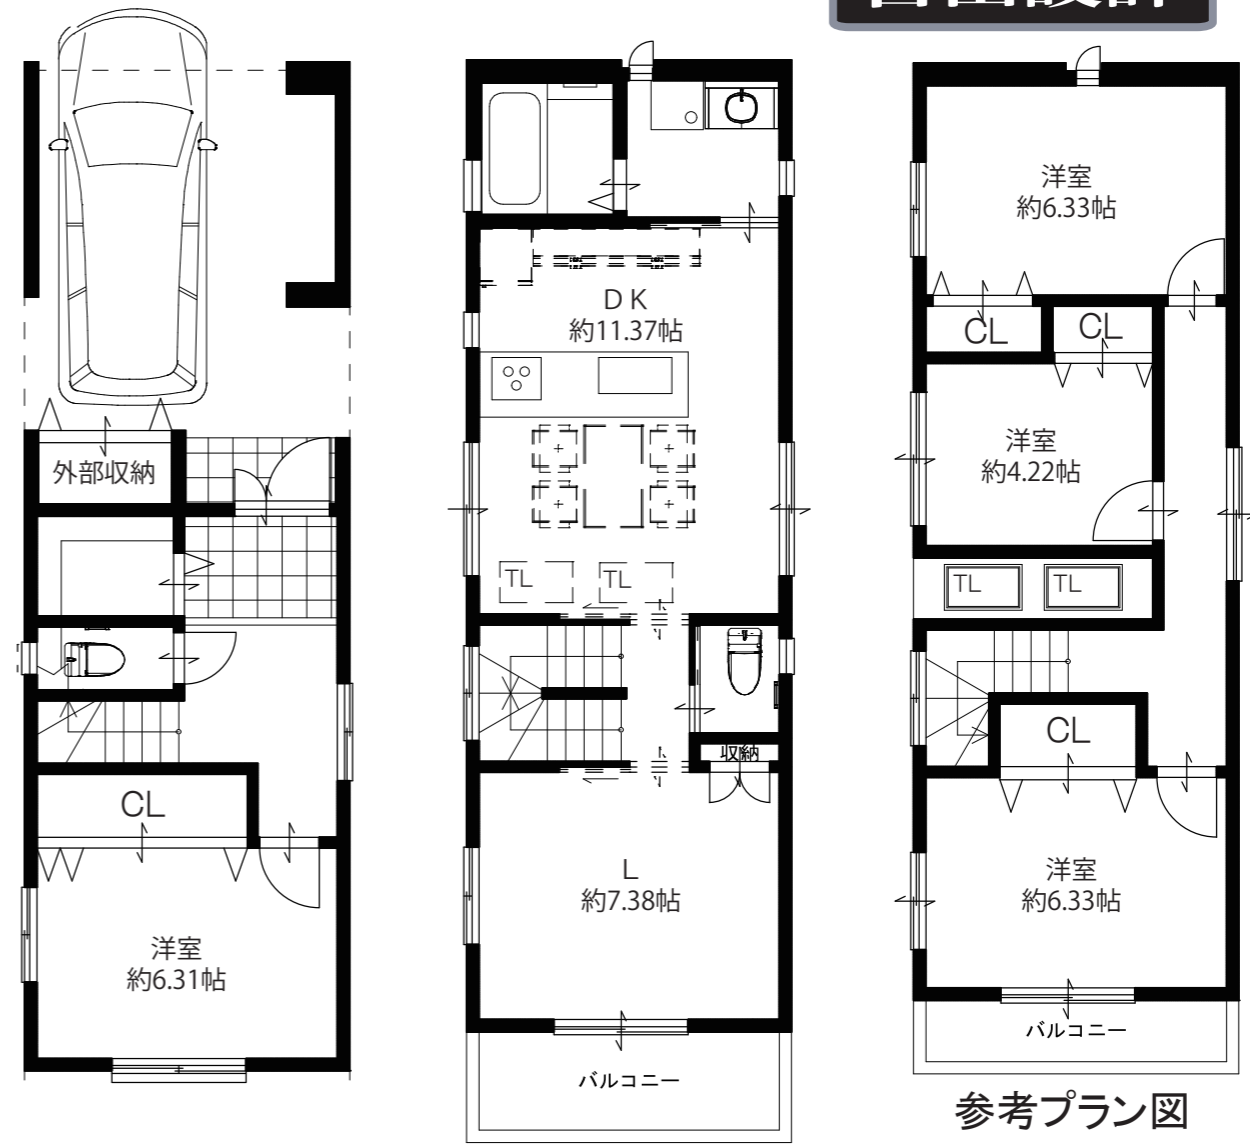 外部収納
CL
洋室
約6.31帖
DK
約11.37帖
TL
TL
収納
L
約7.38帖
バルコニー
洋室
約6.33帖
CL
CL
洋室
約4.22帖
TL
TL
CL
洋室
約6.33帖
バルコニー
参考プラン図